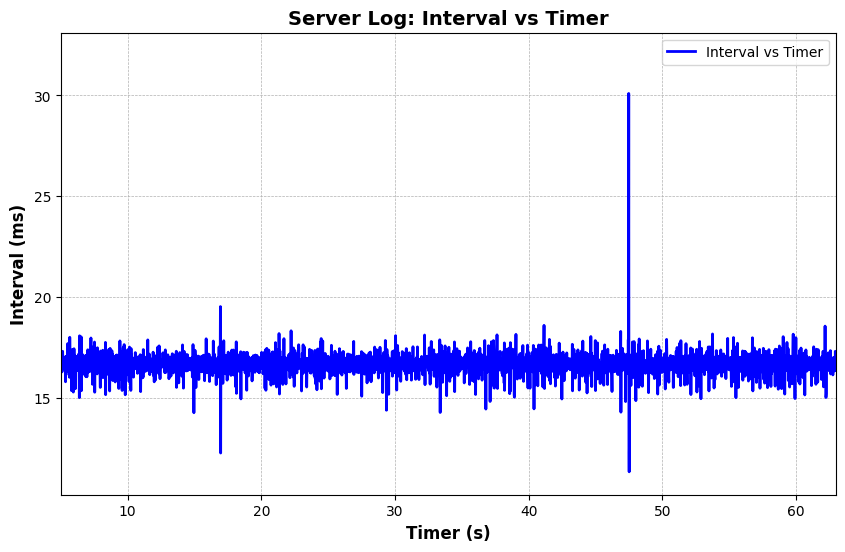 Server Log: Interval vs Timer
Interval vs Timer
30
25
20
15
Interval (ms)
10 20 30 40 50 60
Timer (s)